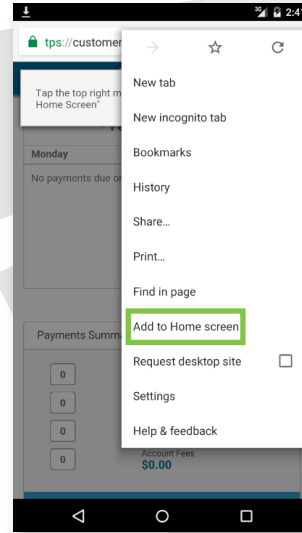 3G 2:41
tps://customer
New tab
Tap the top right m
Home Screen"
New incognito tab
Monday
Bookmarks
No payments due or
History
Share...
Print...
Find in page
Add to Home screen
Payments Summ
Request desktop site
0
Settings
0
0
Help & feedback
0
Account Fees
$0.00